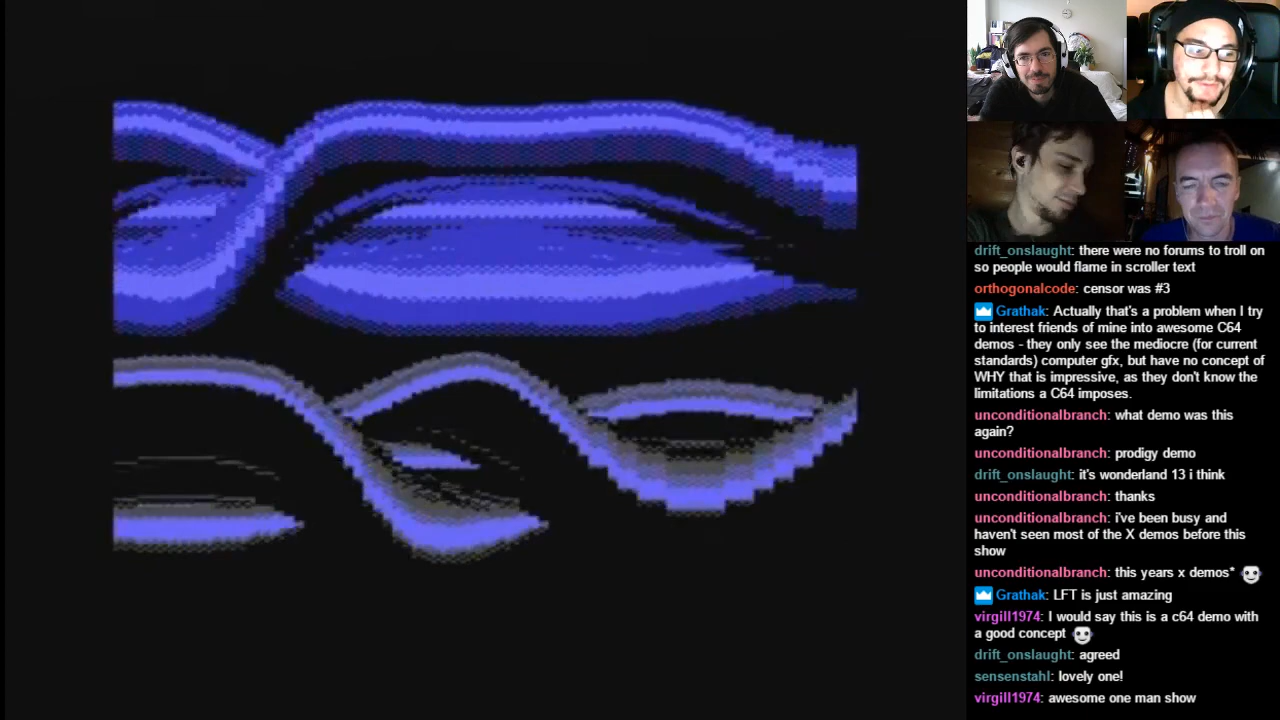 drift_onslaught: there were no forums to troll on
so people would flame in scroller text
orthogonalcode: censor was #3
Grathak: Actually that's a problem when I try
to interest friends of mine into awesome C64
demos - they only see the mediocre (for current
standards) computer gfx, but have no concept of
WHY that is impressive, as they don't know the
limitations a C64 imposes.
unconditionalbranch: what demo was this
again?
unconditionalbranch: prodigy demo
drift_onslaught: it's wonderland 13 i think
unconditionalbranch: thanks
unconditionalbranch: i've been busy and
haven't seen most of the X demos before this
show
unconditionalbranch: this years x demos*
Grathak: LFT is just amazing
virgill1974: I would say this is a c64 demo with
a good concept
drift_onslaught: agreed
sensenstahl: lovely one!
virgill1974: awesome one man show